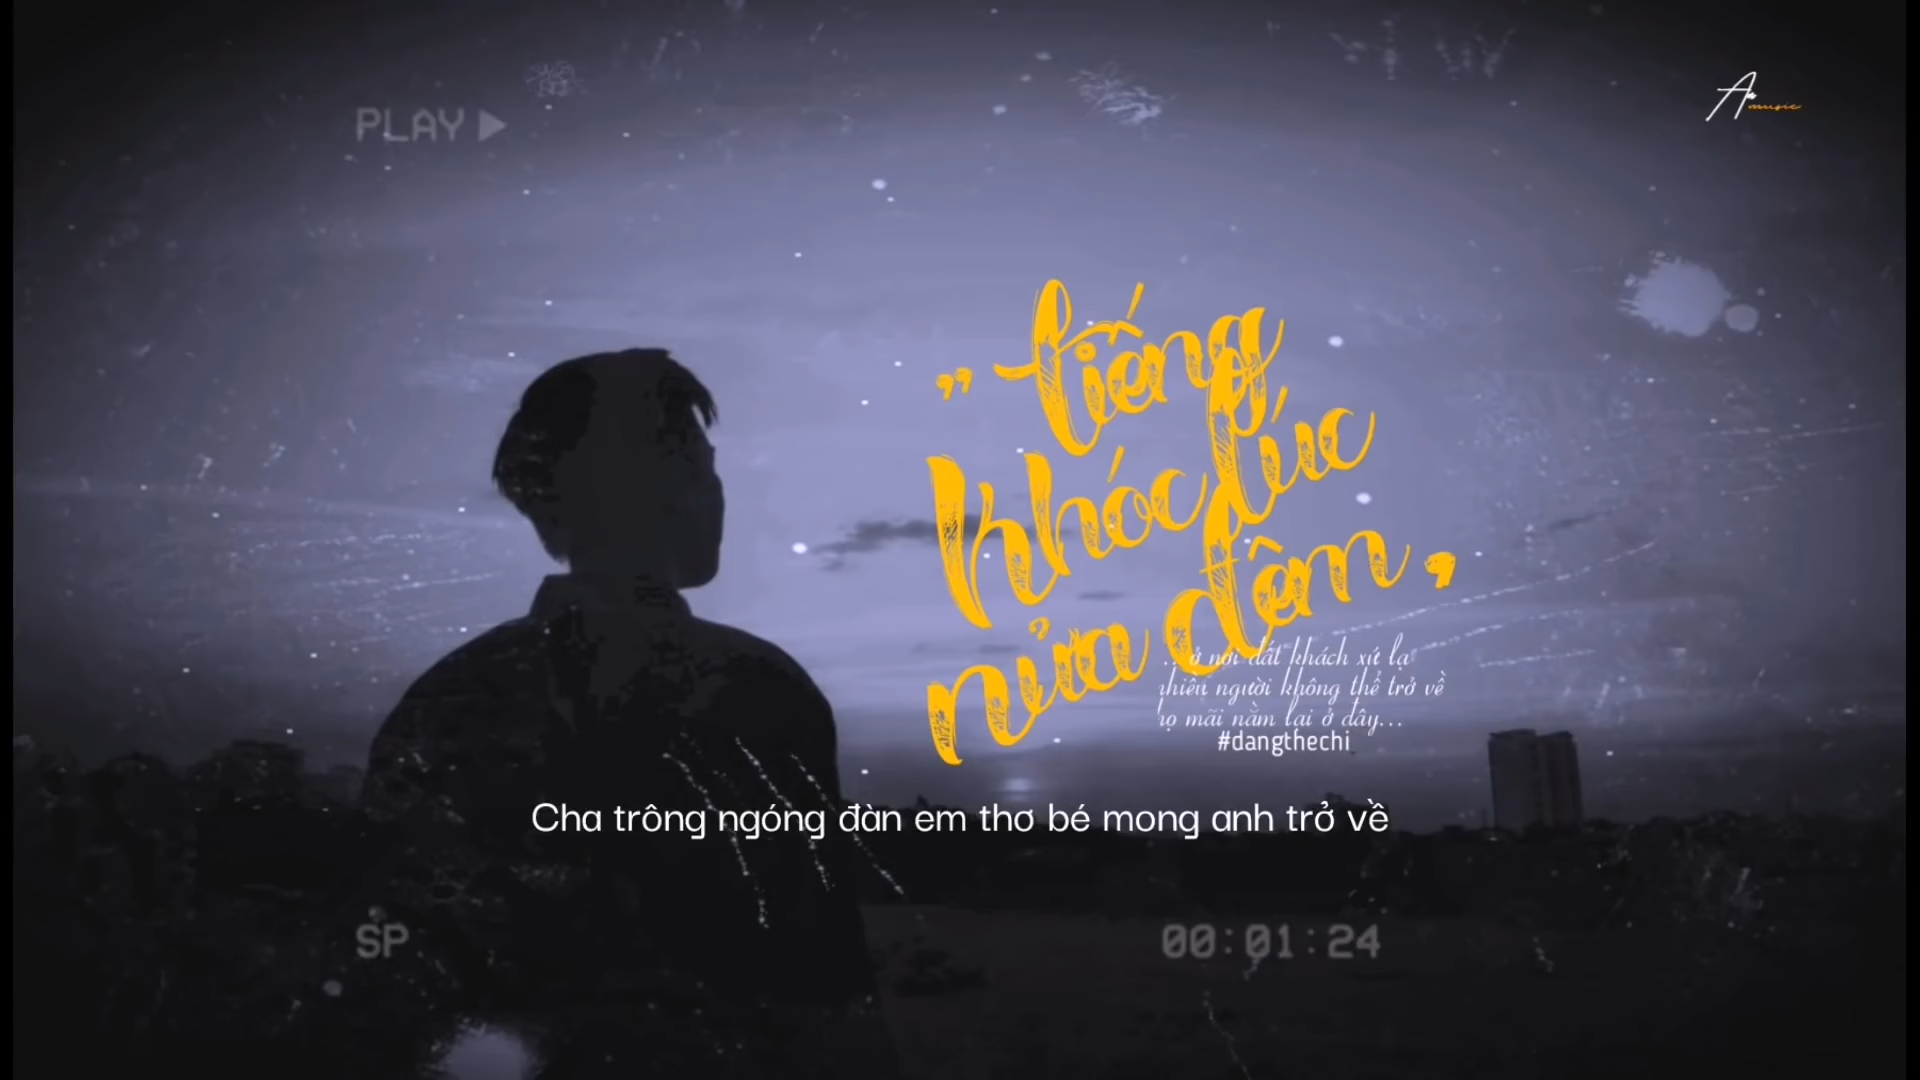 PLAY
An
music
" tiếng
khóc lúc
nửa đêm ,
... ở nơi đất khách xứ lạ
nhiều người không thể trở về
họ mãi nằm lại ở đây...
#dangthechi
Cha trông ngóng đàn em thơ bé mong anh trở về
SP
00:01:24